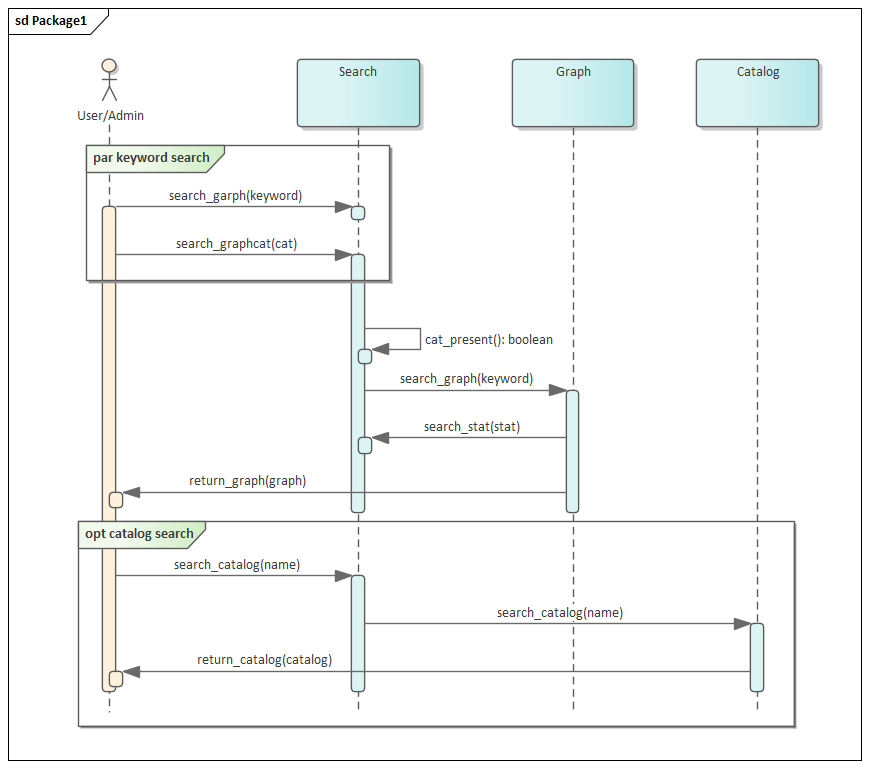 sd Package1
Search
Graph
Catalog
User/Admin
par keyword search
search_garph(keyword)
search_graphcat(cat)
cat_present(): boolean
search_graph(keyword)
search_stat(stat)
return_graph(graph)
opt catalog search
search_catalog(name)
search_catalog(name)
return_catalog(catalog)